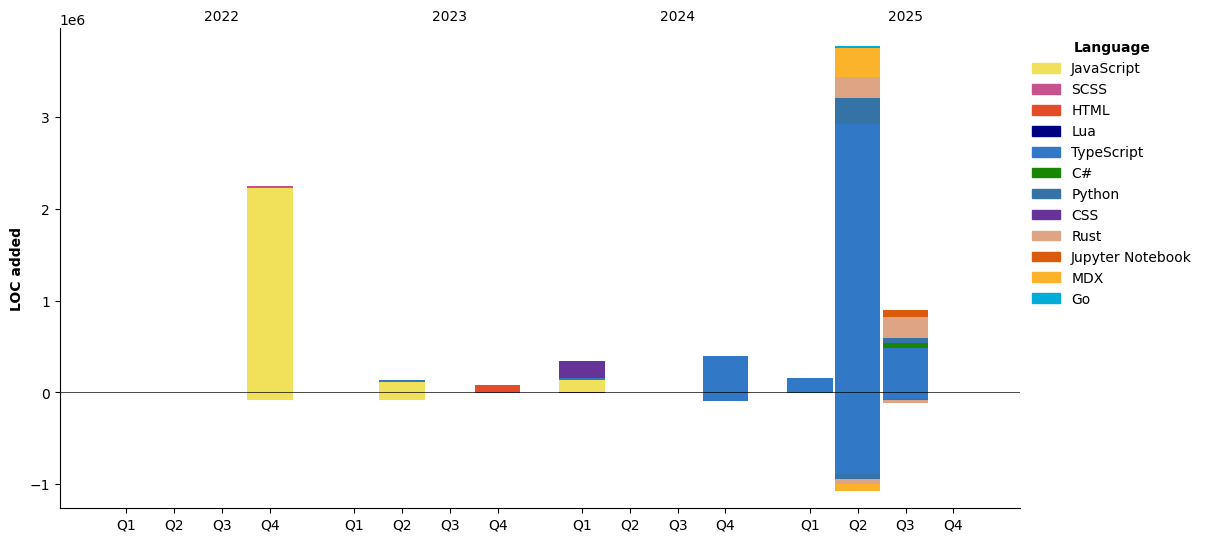 1e6
2022 2023 2024 2025
LOC added
3
2
1
0
−1
Q1 Q2 Q3 Q4 Q1 Q2 Q3 Q4 Q1 Q2 Q3 Q4 Q1 Q2 Q3 Q4
Language
JavaScript
SCSS
HTML
Lua
TypeScript
C#
Python
CSS
Rust
Jupyter Notebook
MDX
Go